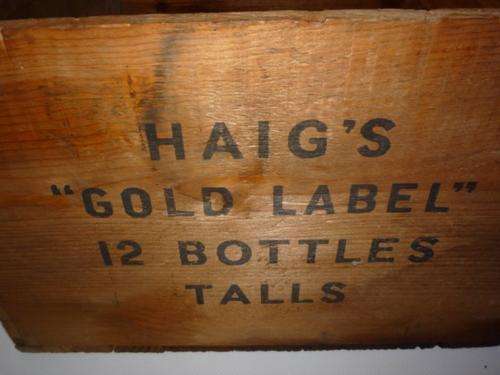 HAIG'S
"GOLD LABEL"
12 BOTTLES
TALLS